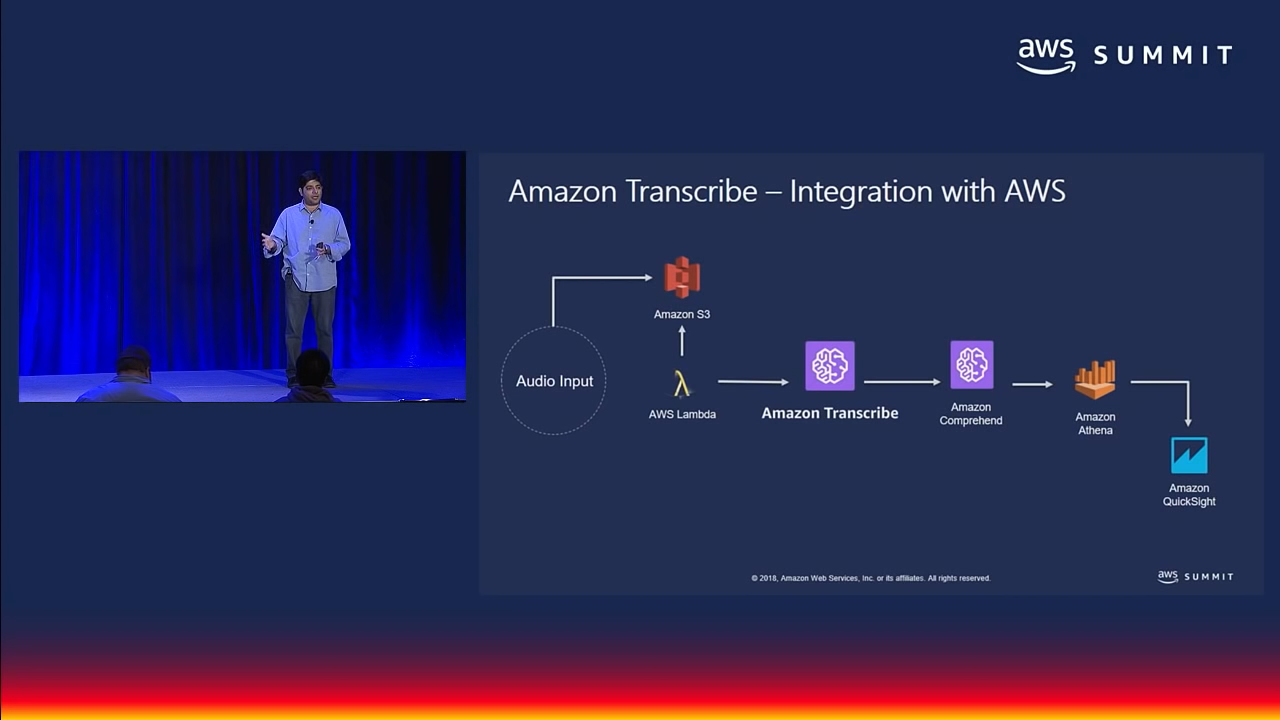 aws SUMMIT
Amazon Transcribe – Integration with AWS
Amazon S3
Audio Input
AWS Lambda
Amazon Transcribe
Amazon
Comprehend
Amazon
Athena
Amazon
QuickSight
© 2018, Amazon Web Services, Inc. or its affiliates. All rights reserved.
aws SUMMIT